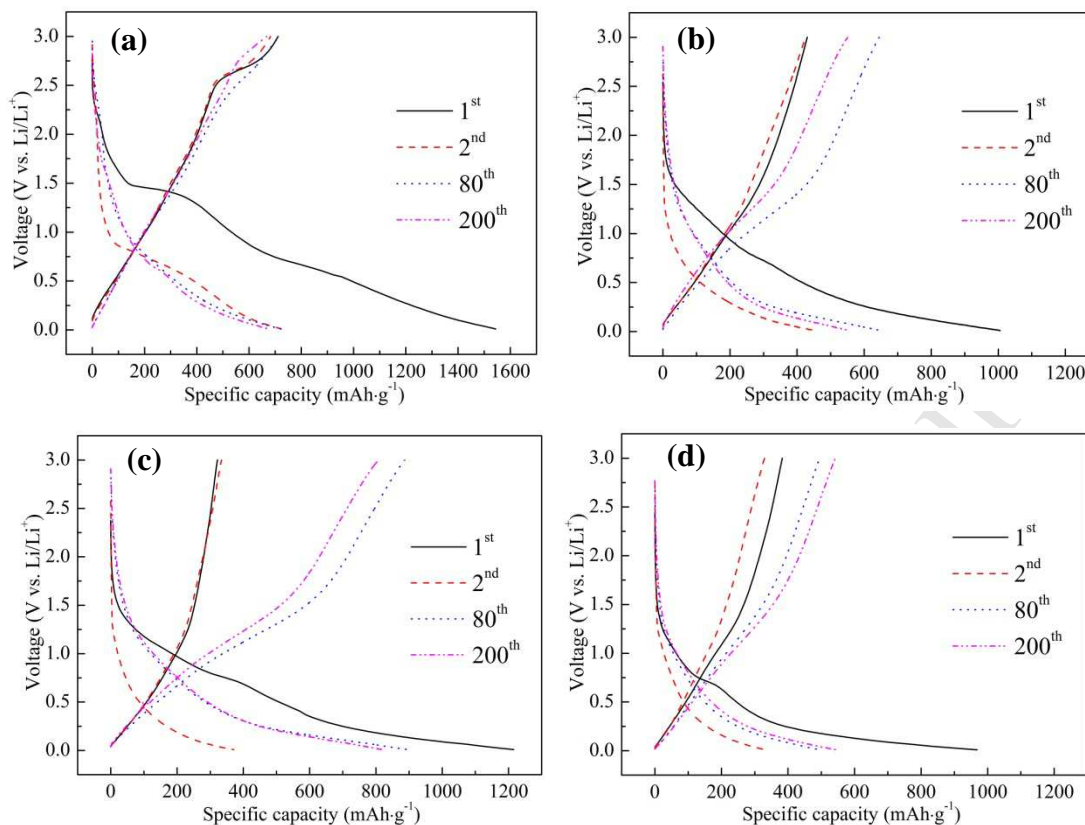 (a)
Voltage (V vs. Li/Li⁺)
3.0
2.5
2.0
1.5
1.0
0.5
0.0
1ˢᵗ
2ⁿᵈ
80ᵗʰ
200ᵗʰ
0 200 400 600 800 1000 1200 1400 1600
Specific capacity (mAh·g⁻¹)
(b)
Voltage (V vs. Li/Li⁺)
3.0
2.5
2.0
1.5
1.0
0.5
0.0
1ˢᵗ
2ⁿᵈ
80ᵗʰ
200ᵗʰ
0 200 400 600 800 1000 1200
Specific capacity (mAh·g⁻¹)
(c)
Voltage (V vs. Li/Li⁺)
3.0
2.5
2.0
1.5
1.0
0.5
0.0
1ˢᵗ
2ⁿᵈ
80ᵗʰ
200ᵗʰ
0 200 400 600 800 1000 1200
Specific capacity (mAh·g⁻¹)
(d)
Voltage (V vs. Li/Li⁺)
3.0
2.5
2.0
1.5
1.0
0.5
0.0
1ˢᵗ
2ⁿᵈ
80ᵗʰ
200ᵗʰ
0 200 400 600 800 1000 1200
Specific capacity (mAh·g⁻¹)